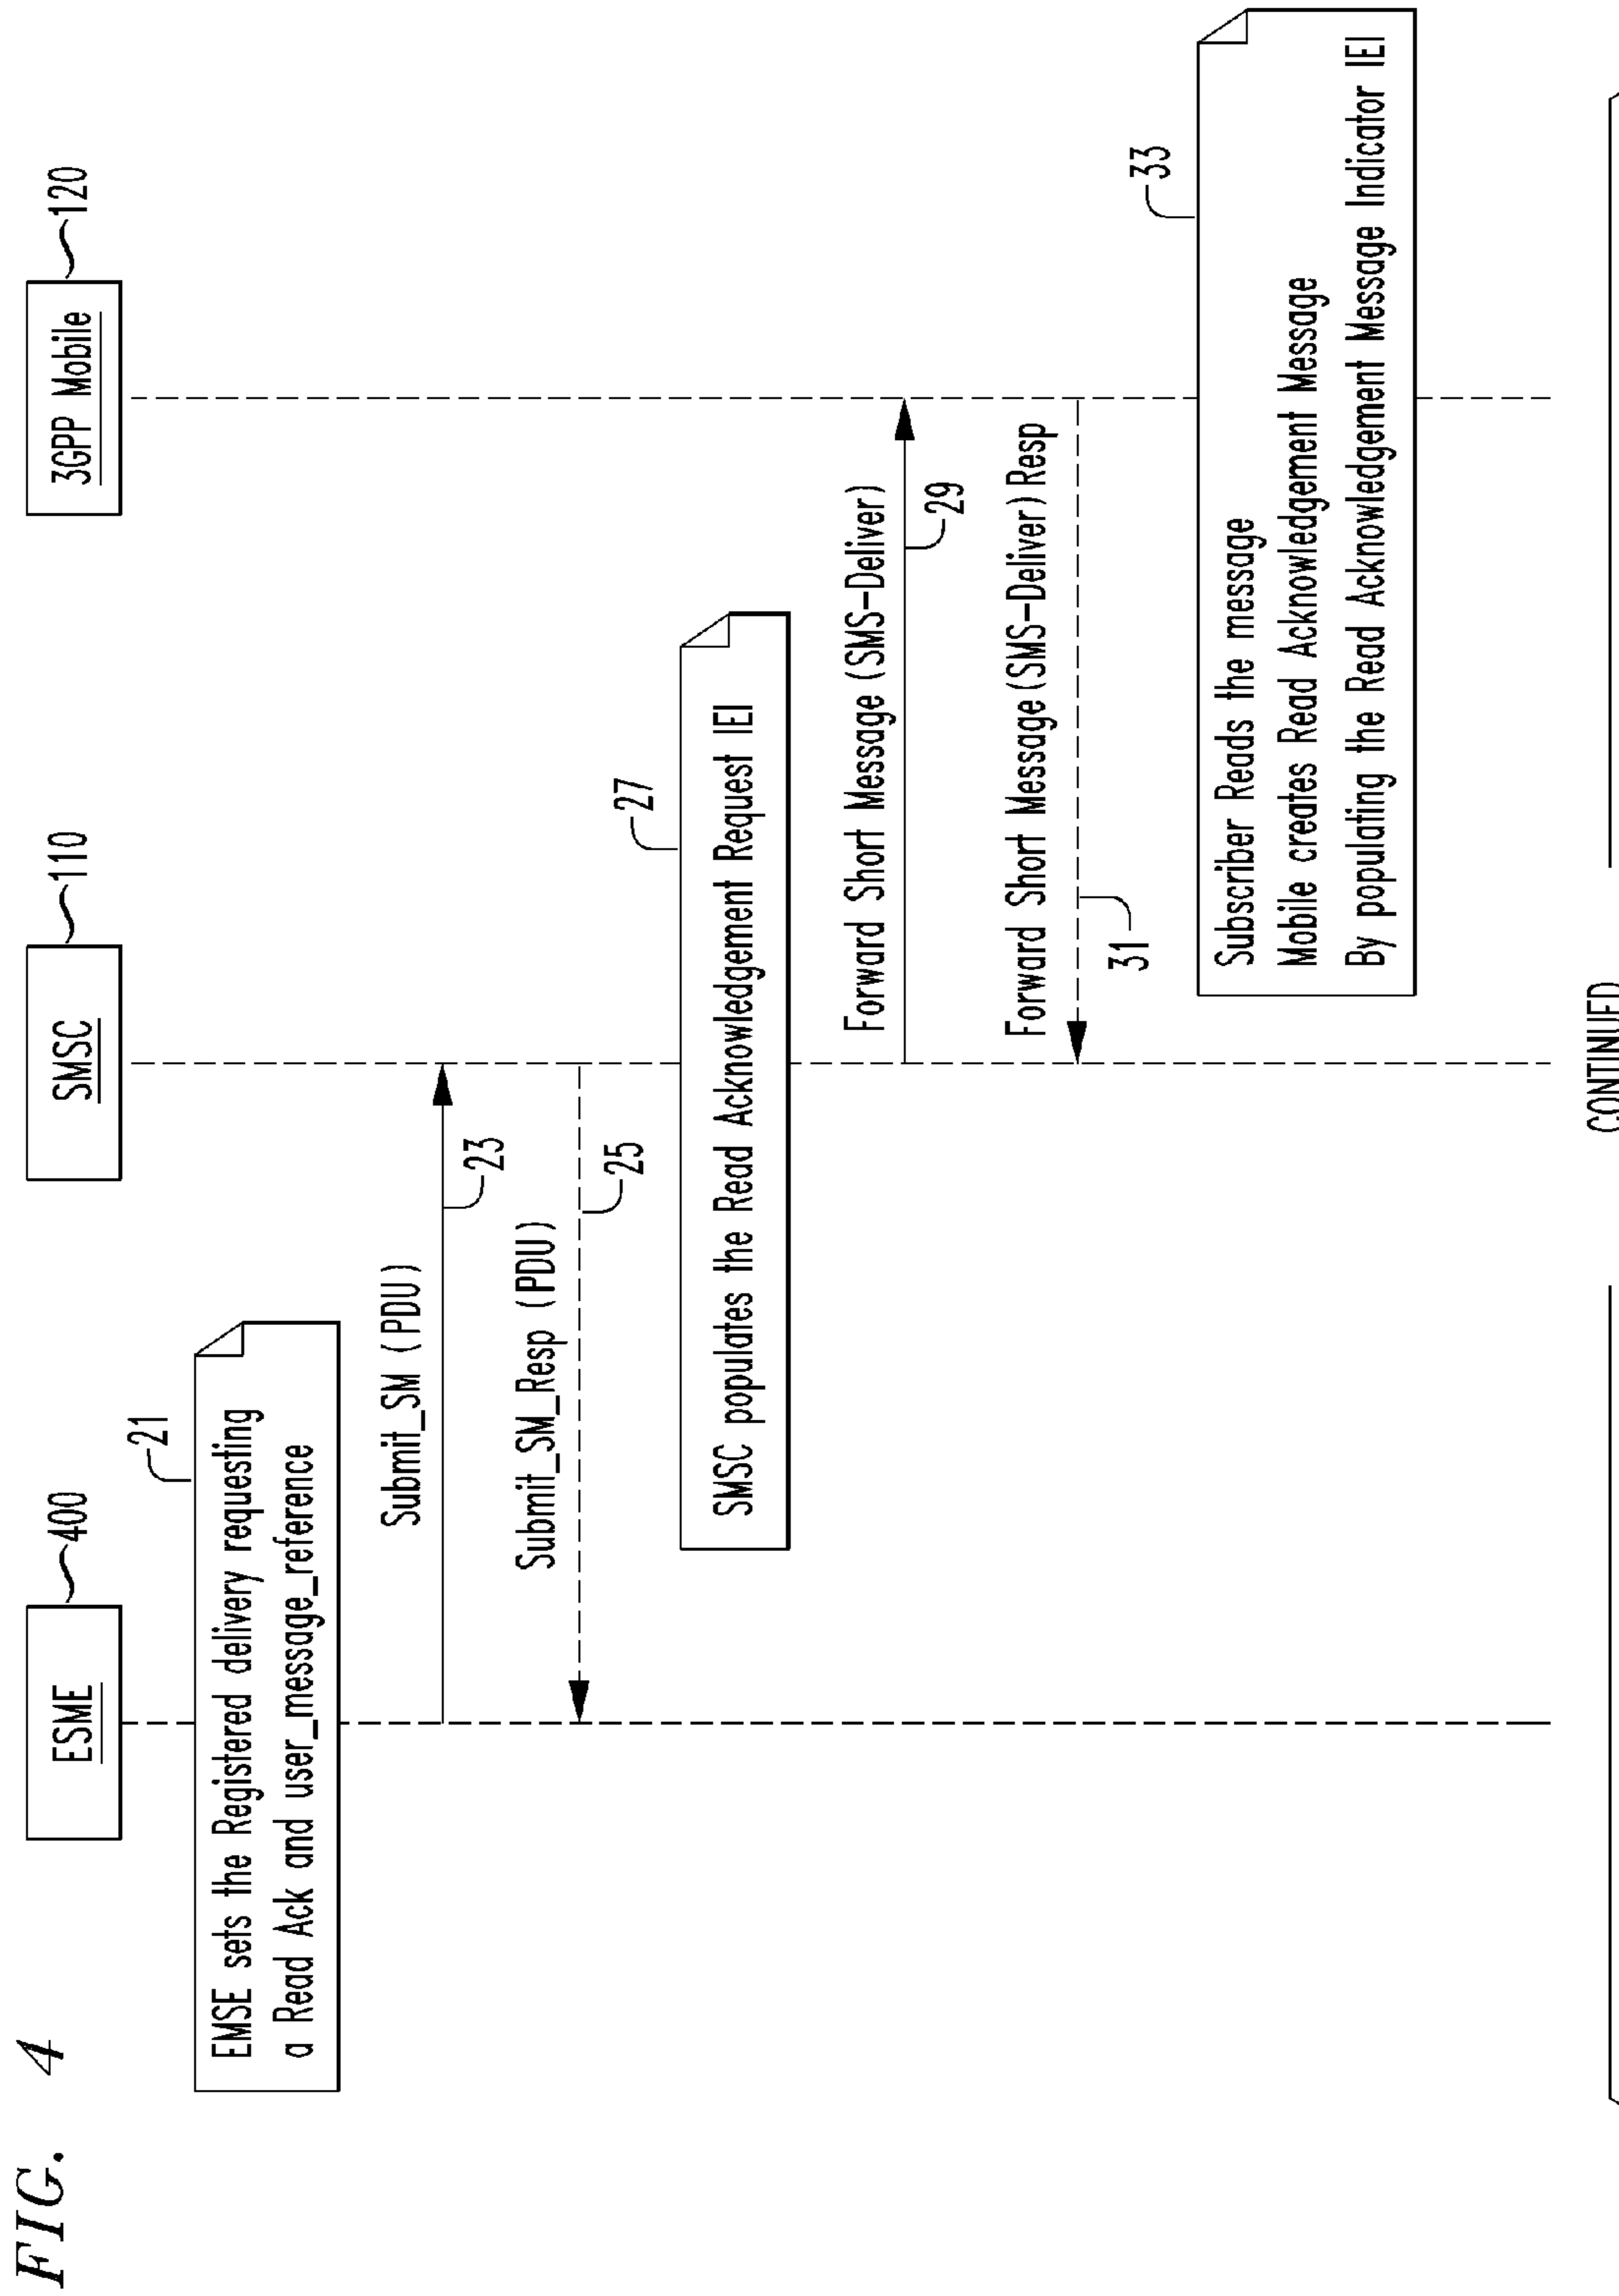 FIG. 4
ESME
400
SMSC
110
3GPP Mobile
120
21
EMSE sets the Registered delivery requesting
a Read Ack and user_message_reference
Submit_SM (PDU)
23
Submit_SM_Resp (PDU)
25
27
SMSC populates the Read Acknowledgement Request IEI
Forward Short Message (SMS-Deliver)
29
Forward Short Message (SMS-Deliver) Resp
31
33
Subscriber Reads the message
Mobile creates Read Acknowledgement Message
By populating the Read Acknowledgement Message Indicator IEI
CONTINUED